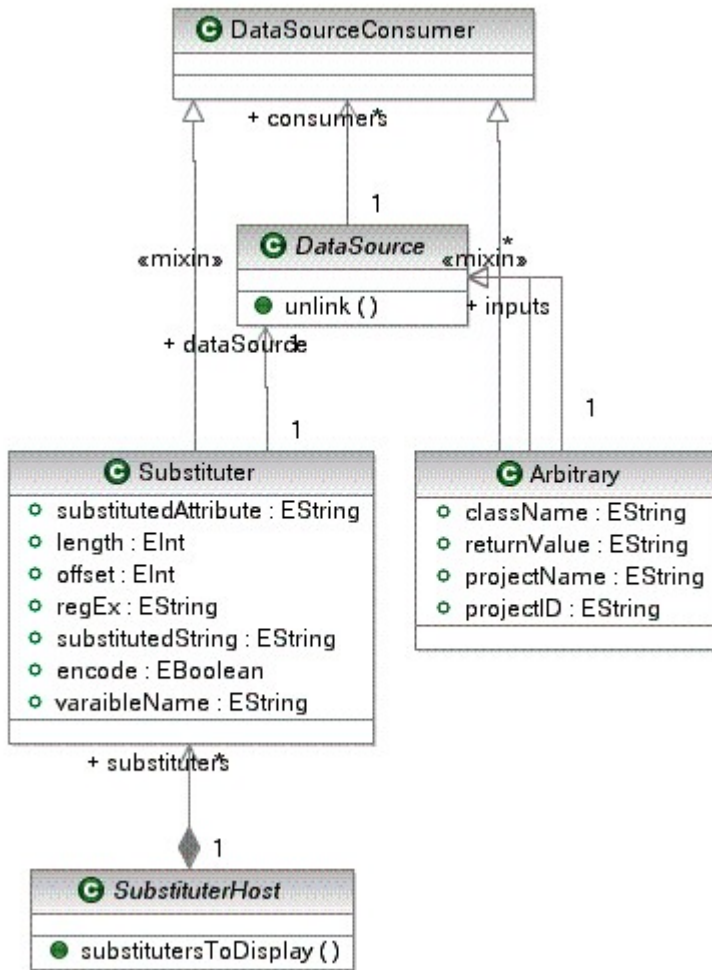 C DataSourceConsumer
+ consumers *
1
C DataSource
«mixin»
«mixin» *
unlink ( )
+ inputs
+ dataSource 1
1
1
C Substituter
substitutedAttribute : EString
length : EInt
offset : EInt
regEx : EString
substitutedString : EString
encode : EBoolean
varaibleName : EString
C Arbitrary
className : EString
returnValue : EString
projectName : EString
projectID : EString
+ substituters *
1
C SubstituterHost
substitutersToDisplay ( )